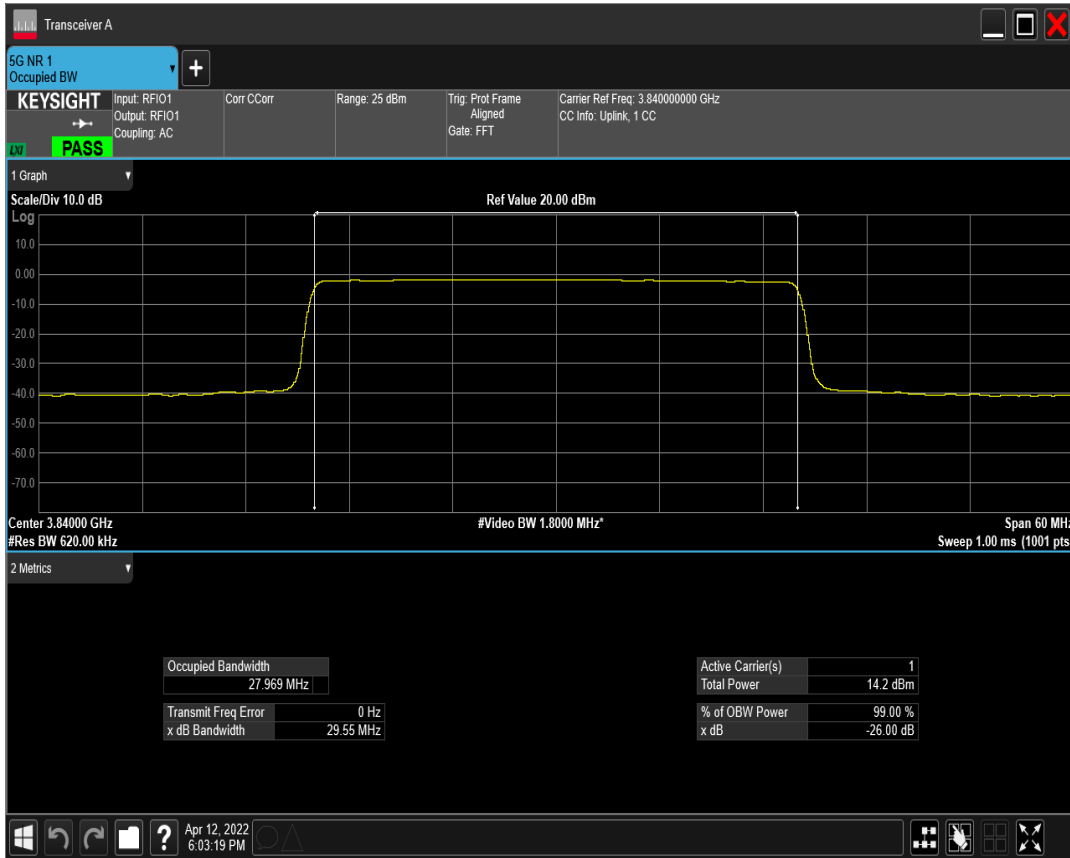 Transceiver A
5G NR 1
Occupied BW
+
KEYSIGHT
LXI
PASS
Input: RFIO1
Output: RFIO1
Coupling: AC
Corr CCorr
Range: 25 dBm
Trig: Prot Frame
Aligned
Gate: FFT
Carrier Ref Freq: 3.840000000 GHz
CC Info: Uplink, 1 CC
1 Graph
Scale/Div 10.0 dB
Ref Value 20.00 dBm
Log
10.0
0.00
-10.0
-20.0
-30.0
-40.0
-50.0
-60.0
-70.0
Center 3.84000 GHz
#Video BW 1.8000 MHz*
Span 60 MHz
#Res BW 620.00 kHz
Sweep 1.00 ms (1001 pts
2 Metrics
Occupied Bandwidth
27.969 MHz
Transmit Freq Error 0 Hz
x dB Bandwidth 29.55 MHz
Active Carrier(s) 1
Total Power 14.2 dBm
% of OBW Power 99.00 %
x dB -26.00 dB
?
Apr 12, 2022
6:03:19 PM